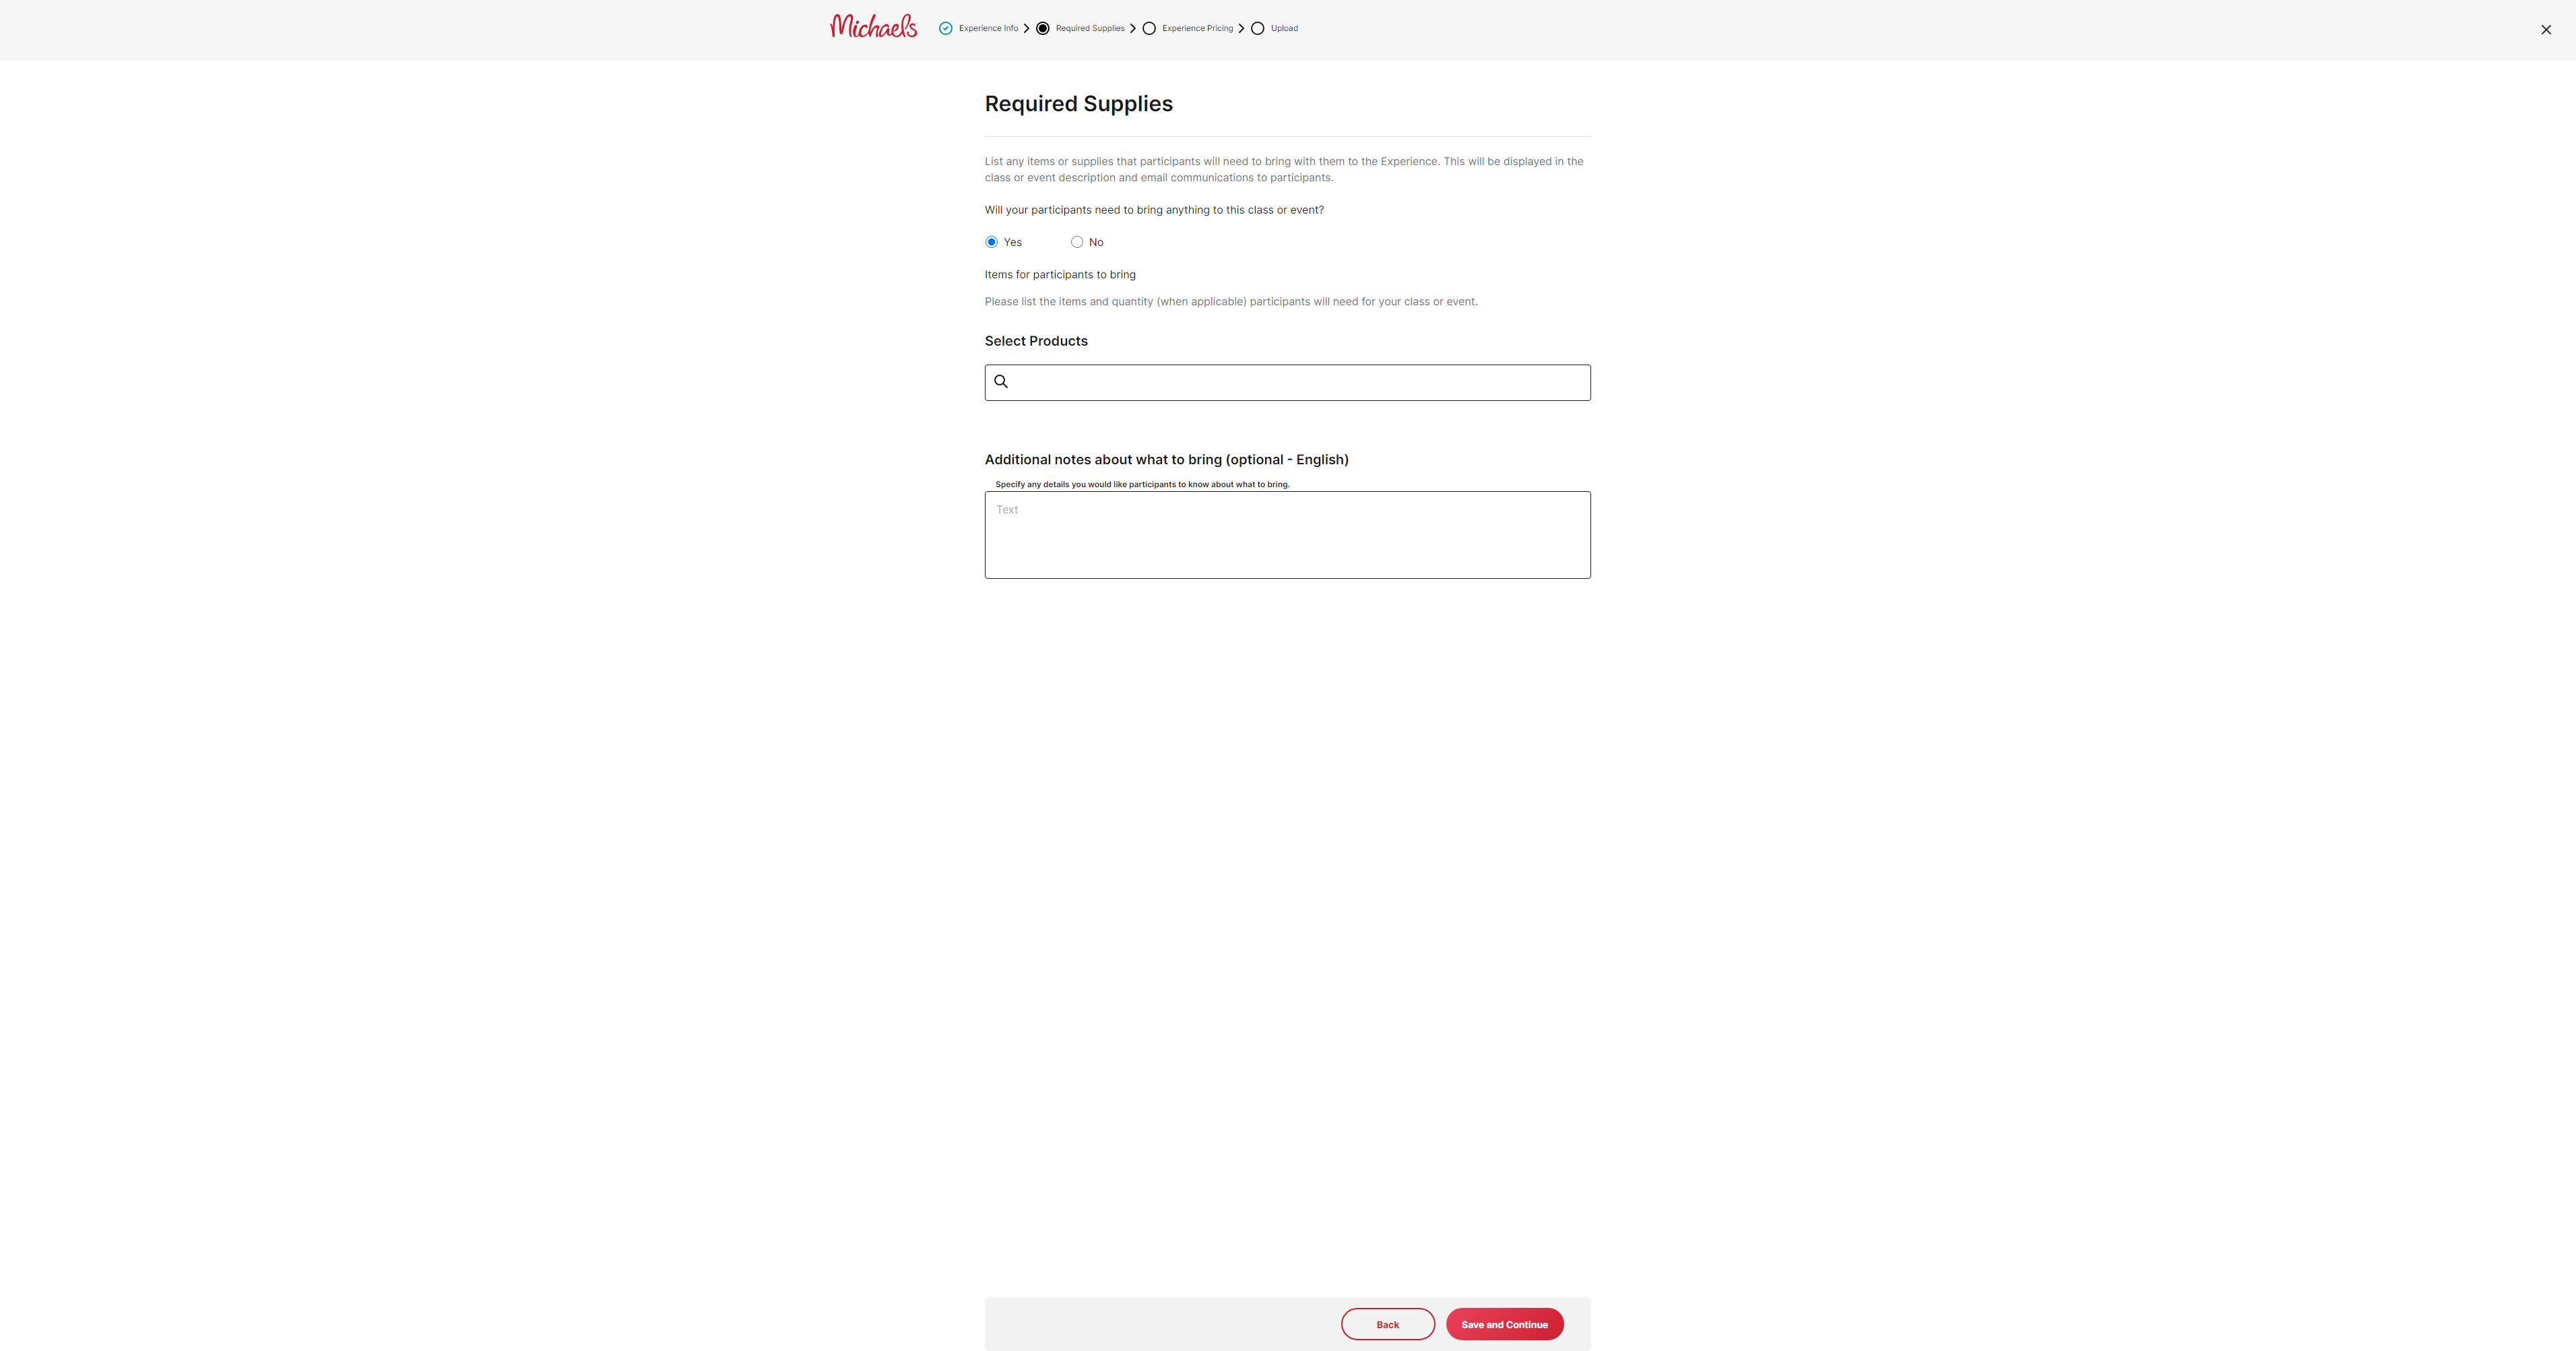 Michaels
Experience Info
Required Supplies
Experience Pricing
Upload
Required Supplies
List any items or supplies that participants will need to bring with them to the Experience. This will be displayed in the
class or event description and email communications to participants.
Will your participants need to bring anything to this class or event?
Yes
No
Items for participants to bring
Please list the items and quantity (when applicable) participants will need for your class or event.
Select Products
Additional notes about what to bring (optional - English)
Specify any details you would like participants to know about what to bring.
Text
Back
Save and Continue